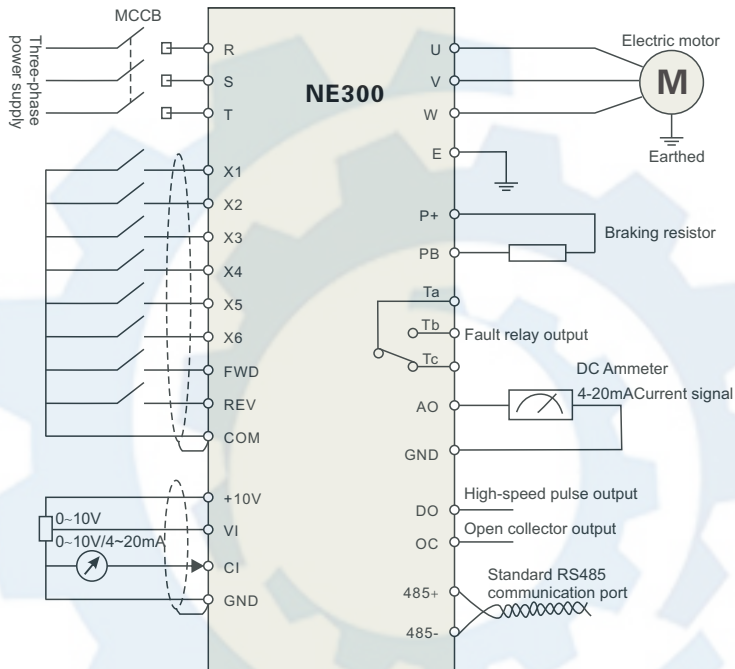 MCCB
Three-phase
power supply
R
S
T
NE300
U
V
W
Electric motor
M
Earthed
E
X1
X2
X3
X4
X5
X6
FWD
REV
COM
P+
PB
Braking resistor
Ta
Tb
Tc
Fault relay output
DC Ammeter
4-20mACurrent signal
AO
GND
+10V
0~10V
VI
0~10V/4~20mA
CI
GND
High-speed pulse output
DO
Open collector output
OC
Standard RS485
communication port
485+
485-